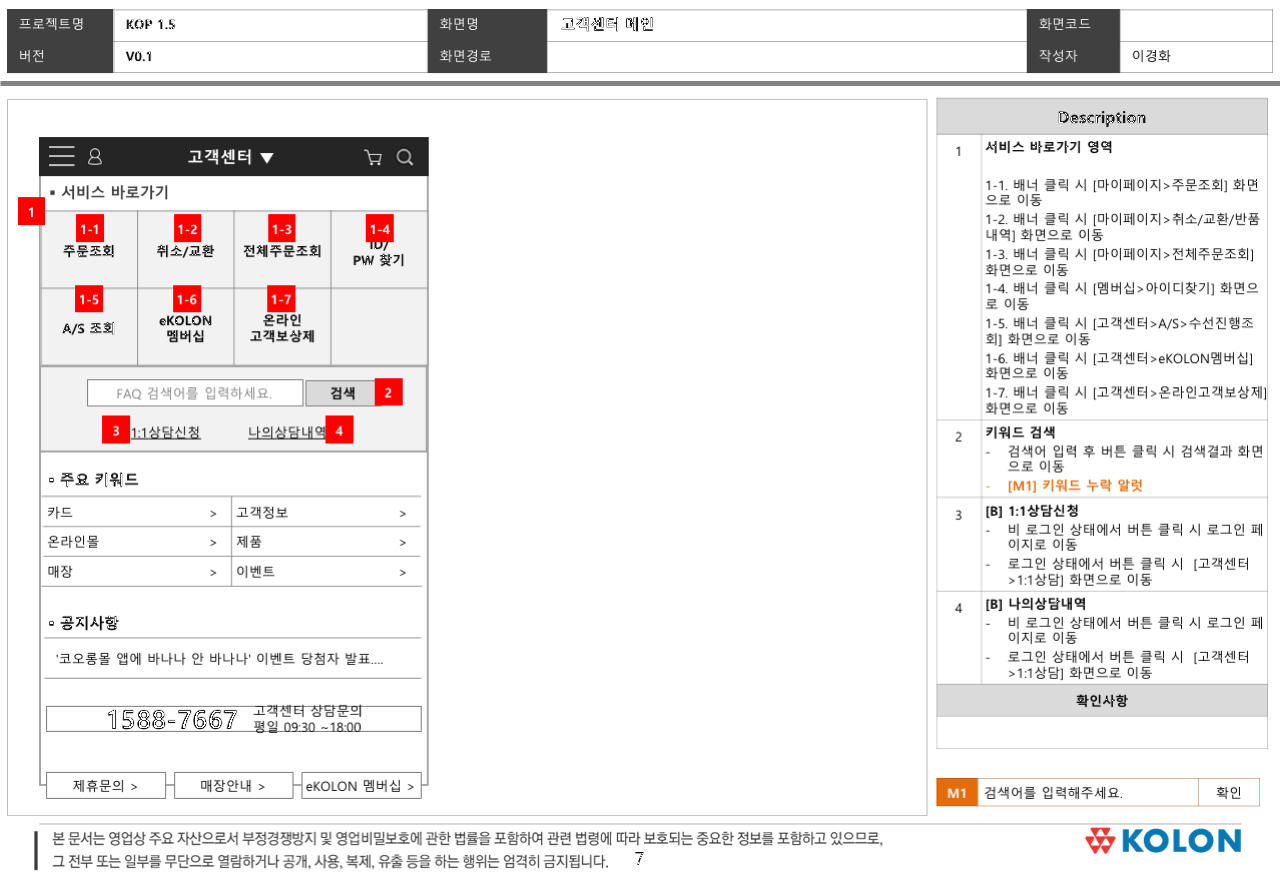 프로젝트명 KOP 1.5 화면명 고객센터 메인 화면코드
버전 V0.1 화면경로 작성자 이경화
고객센터 ▼
▪ 서비스 바로가기
1
1-1 1-2 1-3 1-4
주문조회 취소/교환 전체주문조회 ID/
PW 찾기
1-5 1-6 1-7
A/S 조회 eKOLON
멤버십 온라인
고객보상제
FAQ 검색어를 입력하세요. 검색 2
3 1:1상담신청 나의상담내역 4
▫ 주요 키워드
카드 > 고객정보 >
온라인몰 > 제품 >
매장 > 이벤트 >
▫ 공지사항
'코오롱몰 앱에 바나나 안 바나나' 이벤트 당첨자 발표....
1588-7667 고객센터 상담문의
평일 09:30 ~18:00
제휴문의 > 매장안내 > eKOLON 멤버십 >
Description
1 서비스 바로가기 영역
1-1. 배너 클릭 시 [마이페이지>주문조회] 화면
으로 이동
1-2. 배너 클릭 시 [마이페이지>취소/교환/반품
내역] 화면으로 이동
1-3. 배너 클릭 시 [마이페이지>전체주문조회]
화면으로 이동
1-4. 배너 클릭 시 [멤버십>아이디찾기] 화면으
로 이동
1-5. 배너 클릭 시 [고객센터>A/S>수선진행조
회] 화면으로 이동
1-6. 배너 클릭 시 [고객센터>eKOLON멤버십]
화면으로 이동
1-7. 배너 클릭 시 [고객센터>온라인고객보상제]
화면으로 이동
2 키워드 검색
- 검색어 입력 후 버튼 클릭 시 검색결과 화면
으로 이동
- [M1] 키워드 누락 알럿
3 [B] 1:1상담신청
- 비 로그인 상태에서 버튼 클릭 시 로그인 페
이지로 이동
- 로그인 상태에서 버튼 클릭 시 [고객센터
>1:1상담] 화면으로 이동
4 [B] 나의상담내역
- 비 로그인 상태에서 버튼 클릭 시 로그인 페
이지로 이동
- 로그인 상태에서 버튼 클릭 시 [고객센터
>1:1상담] 화면으로 이동
확인사항
M1 검색어를 입력해주세요. 확인
본 문서는 영업상 주요 자산으로서 부정경쟁방지 및 영업비밀보호에 관한 법률을 포함하여 관련 법령에 따라 보호되는 중요한 정보를 포함하고 있으므로,
그 전부 또는 일부를 무단으로 열람하거나 공개, 사용, 복제, 유출 등을 하는 행위는 엄격히 금지됩니다. 7
KOLON